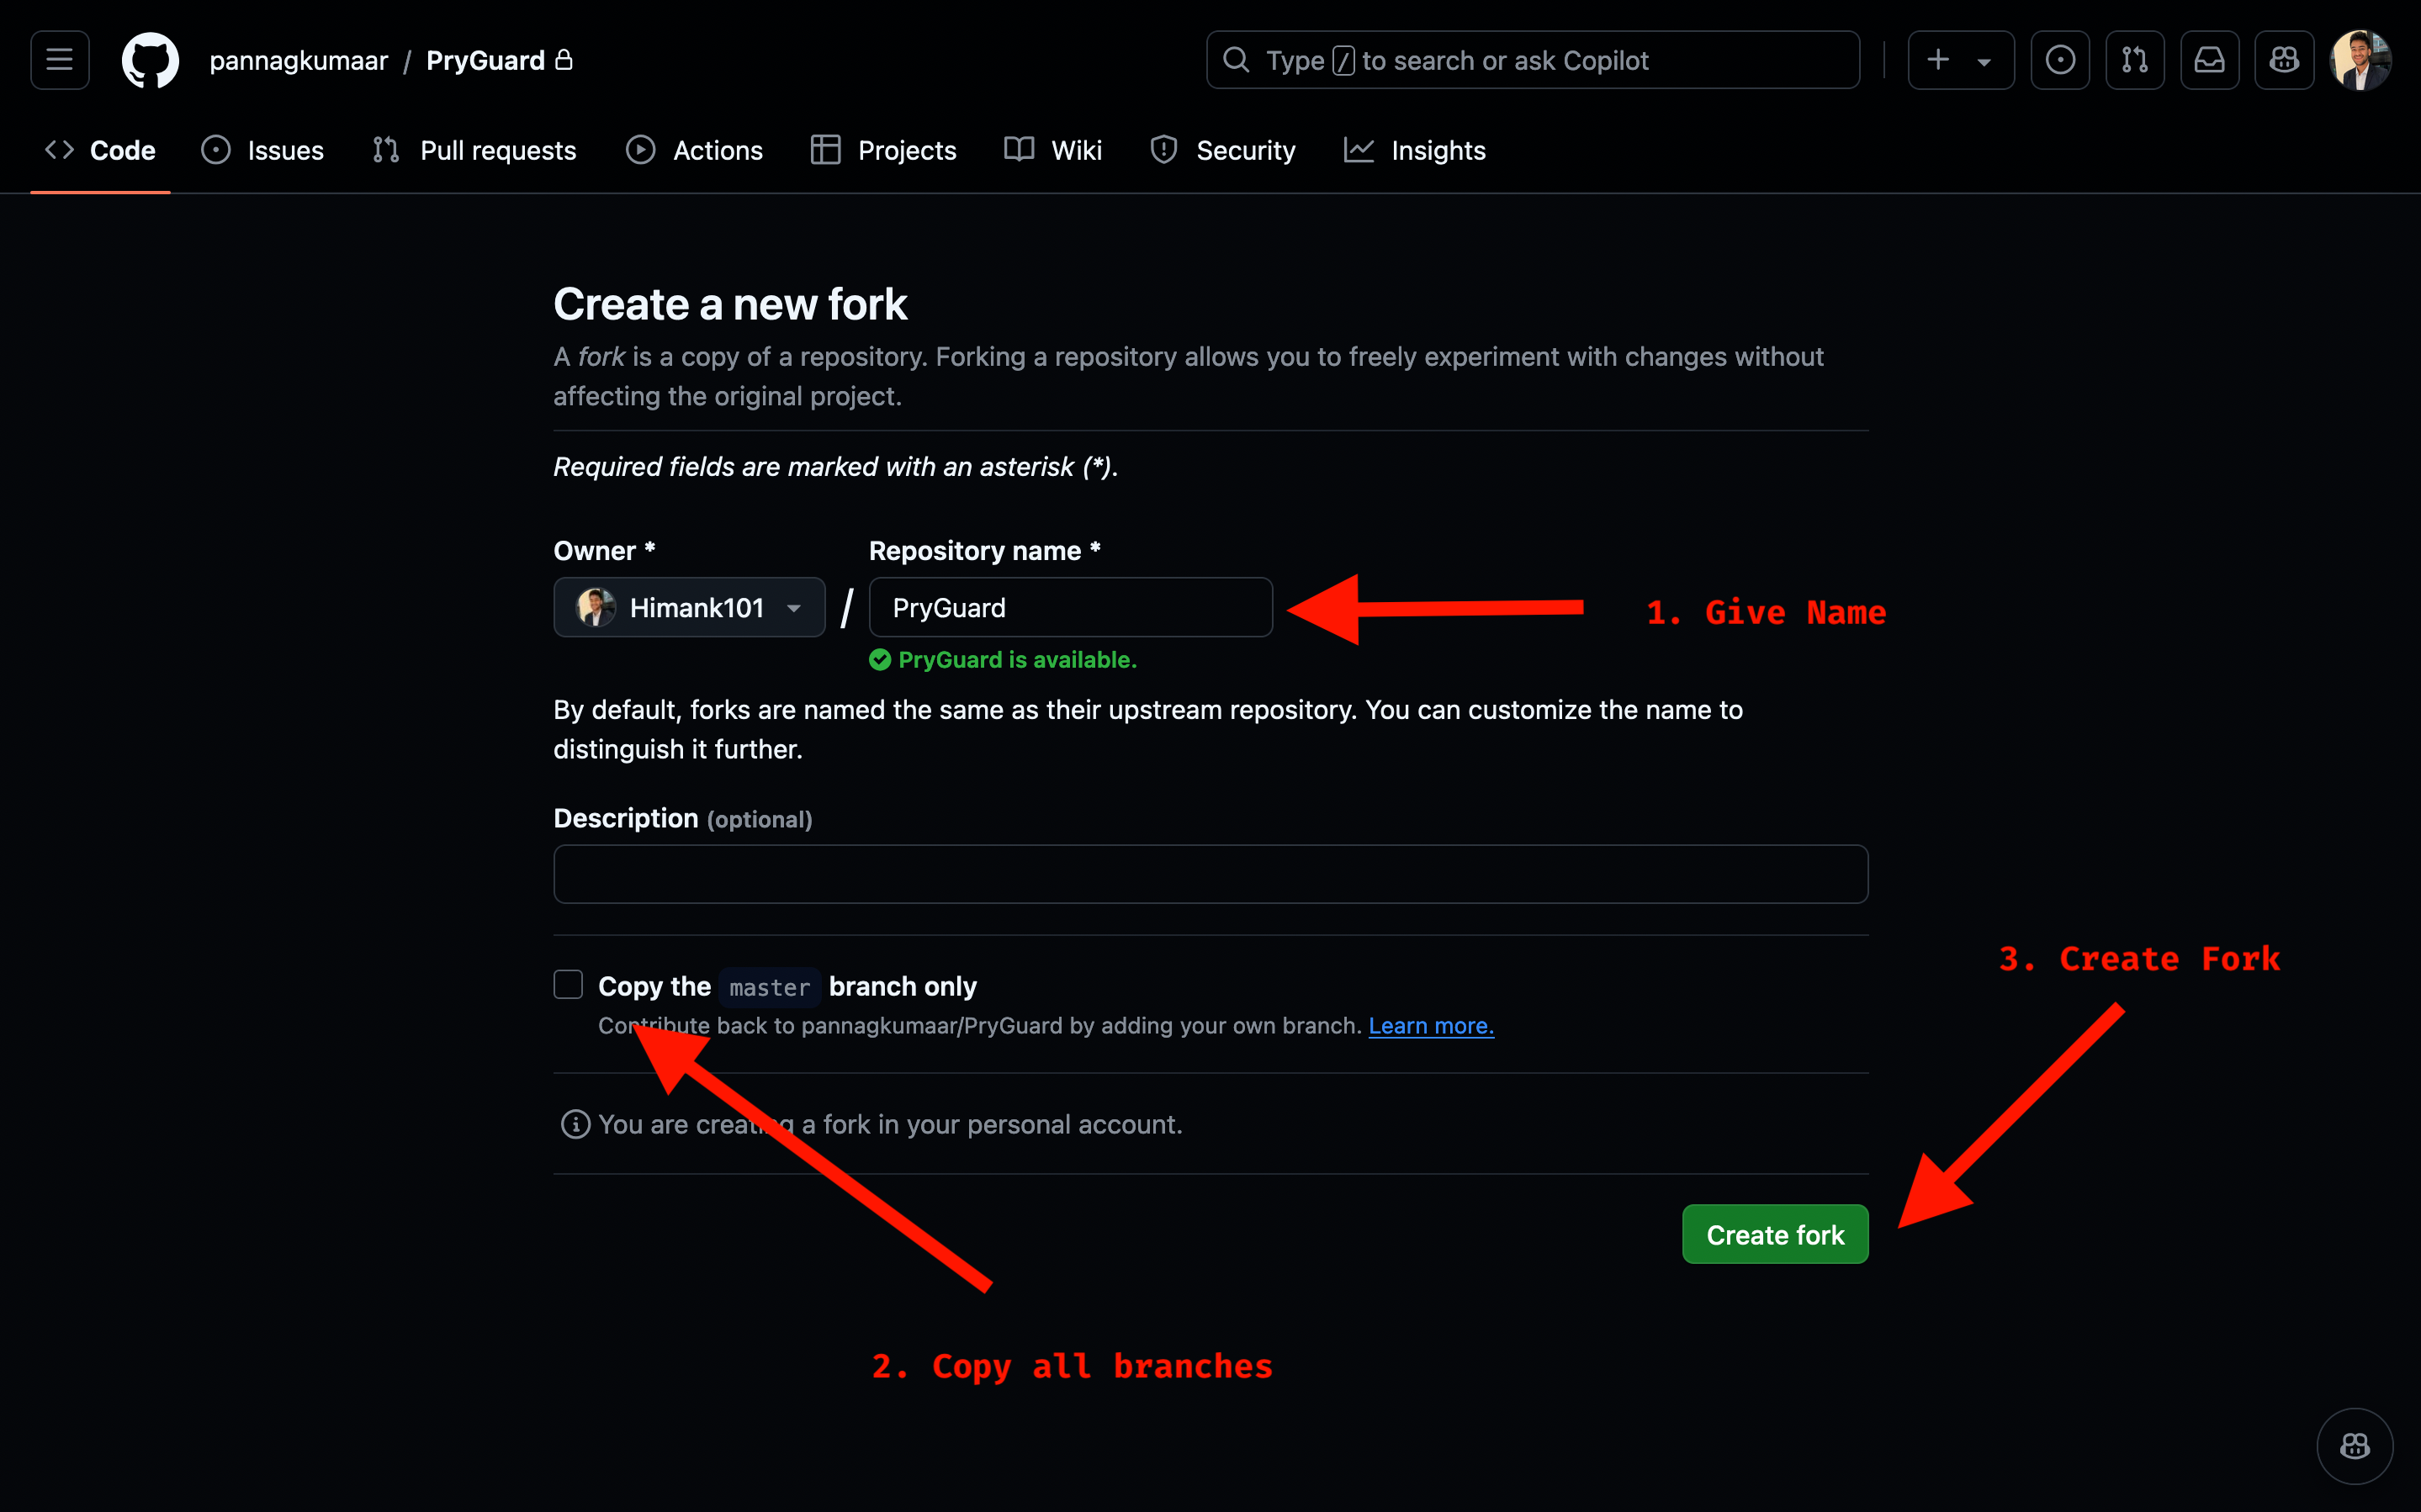 pannagkumaar / PryGuard
Type / to search or ask Copilot
Code
Issues
Pull requests
Actions
Projects
Wiki
Security
Insights
Create a new fork
A fork is a copy of a repository. Forking a repository allows you to freely experiment with changes without
affecting the original project.
Required fields are marked with an asterisk (*).
Owner *
Repository name *
Himank101
/
PryGuard
1. Give Name
PryGuard is available.
By default, forks are named the same as their upstream repository. You can customize the name to
distinguish it further.
Description (optional)
3. Create Fork
Copy the master branch only
Contribute back to pannagkumaar/PryGuard by adding your own branch. Learn more.
You are creating a fork in your personal account.
Create fork
2. Copy all branches